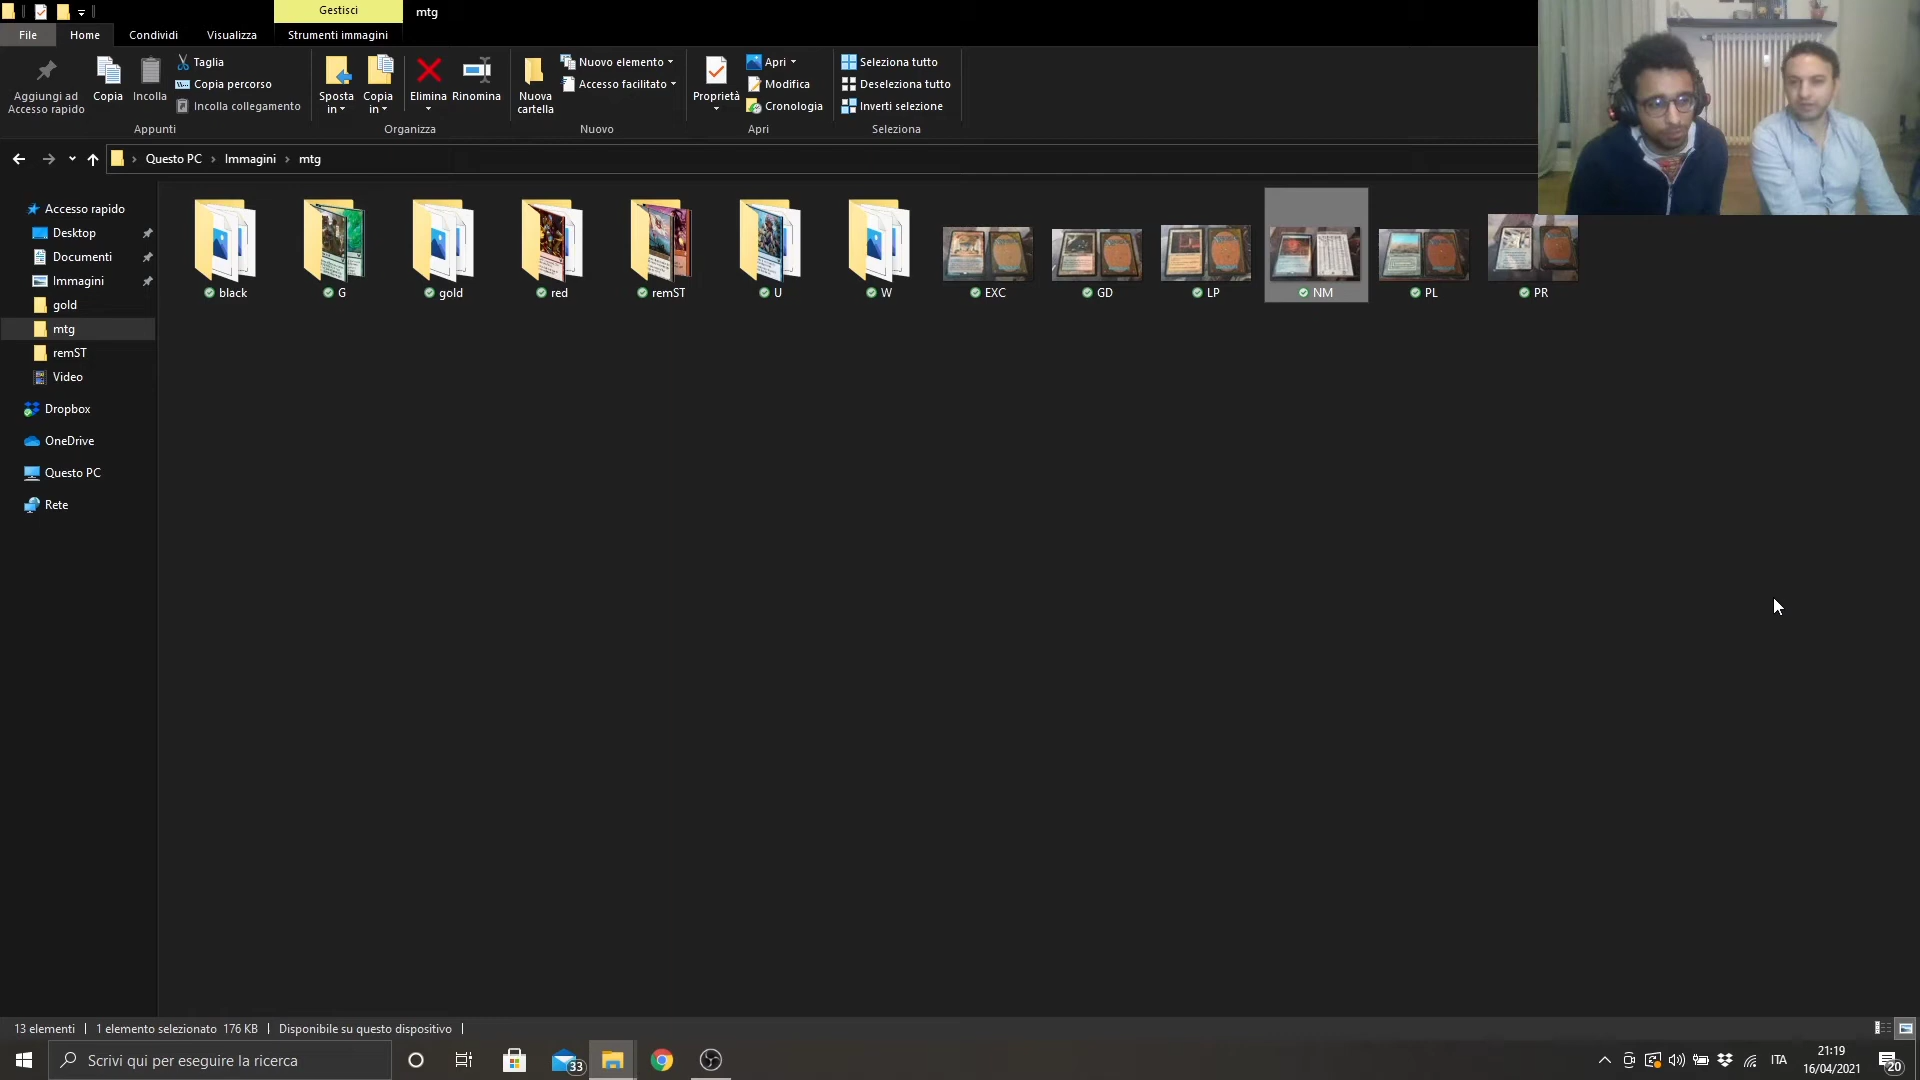 Gestisci
mtg
File
Home
Condividi
Visualizza
Strumenti immagini
Aggiungi ad
Accesso rapido
Copia
Incolla
Taglia
Copia percorso
Incolla collegamento
Appunti
Sposta
in
Copia
in
Elimina
Rinomina
Organizza
Nuova
cartella
Nuovo elemento
Accesso facilitato
Nuovo
Proprietà
Apri
Modifica
Cronologia
Apri
Seleziona tutto
Deseleziona tutto
Inverti selezione
Seleziona
Questo PC
Immagini
mtg
Accesso rapido
Desktop
Documenti
Immagini
gold
mtg
remST
Video
Dropbox
OneDrive
Questo PC
Rete
black
G
gold
red
remST
U
W
EXC
GD
LP
NM
PL
PR
13 elementi
1 elemento selezionato 176 KB
Disponibile su questo dispositivo
Scrivi qui per eseguire la ricerca
33
ITA
21:19
16/04/2021
20